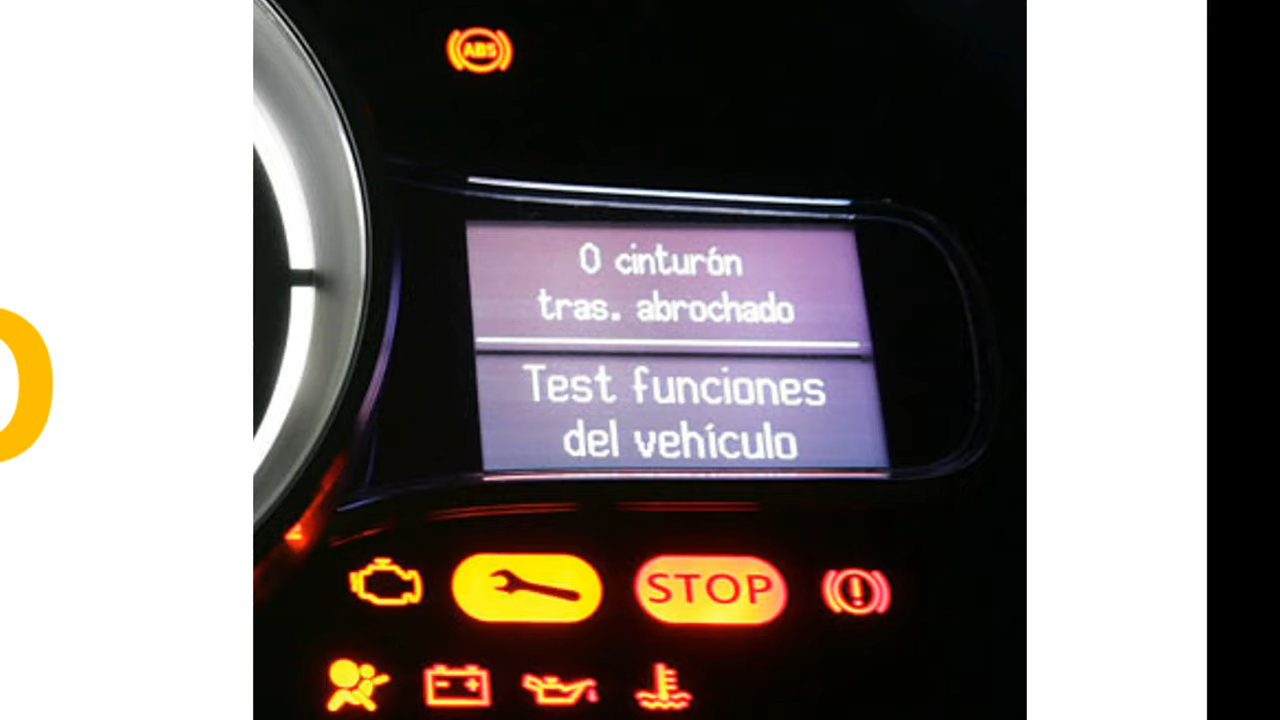 ABS
0 cinturón
tras. abrochado
Test funciones
del vehículo
STOP